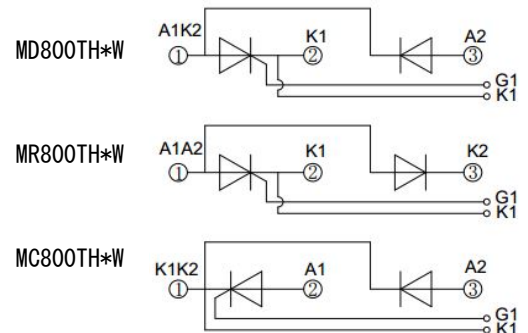 MD800TH*W
A1K2 K1 A2
① ② ③
G1
K1
MR800TH*W
A1A2 K1 K2
① ② ③
G1
K1
MC800TH*W
K1K2 A1 A2
① ② ③
G1
K1